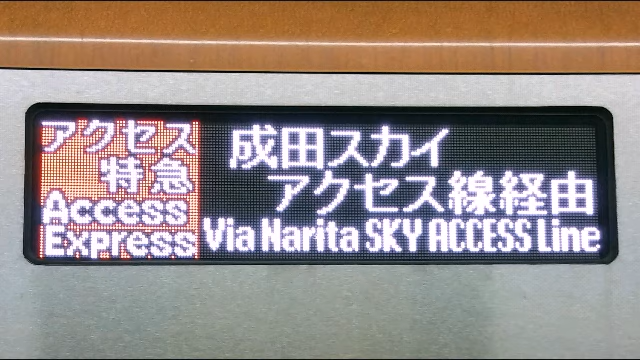 アクセス
特急
Access
Express
成田スカイ
アクセス線経由
Via Narita SKY ACCESS Line